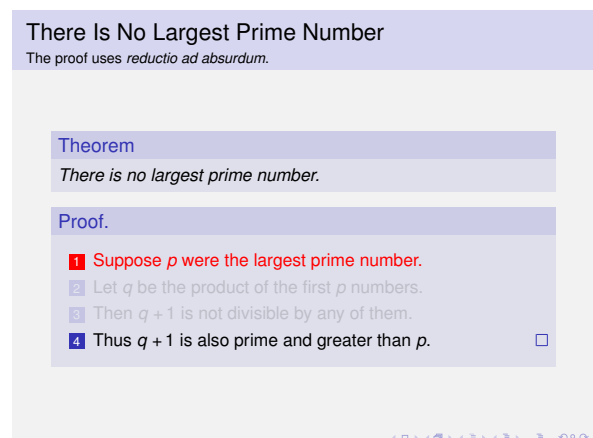 There Is No Largest Prime Number
The proof uses reductio ad absurdum.
Theorem
There is no largest prime number.
Proof.
1 Suppose p were the largest prime number.
2 Let q be the product of the first p numbers.
3 Then q + 1 is not divisible by any of them.
4 Thus q + 1 is also prime and greater than p.